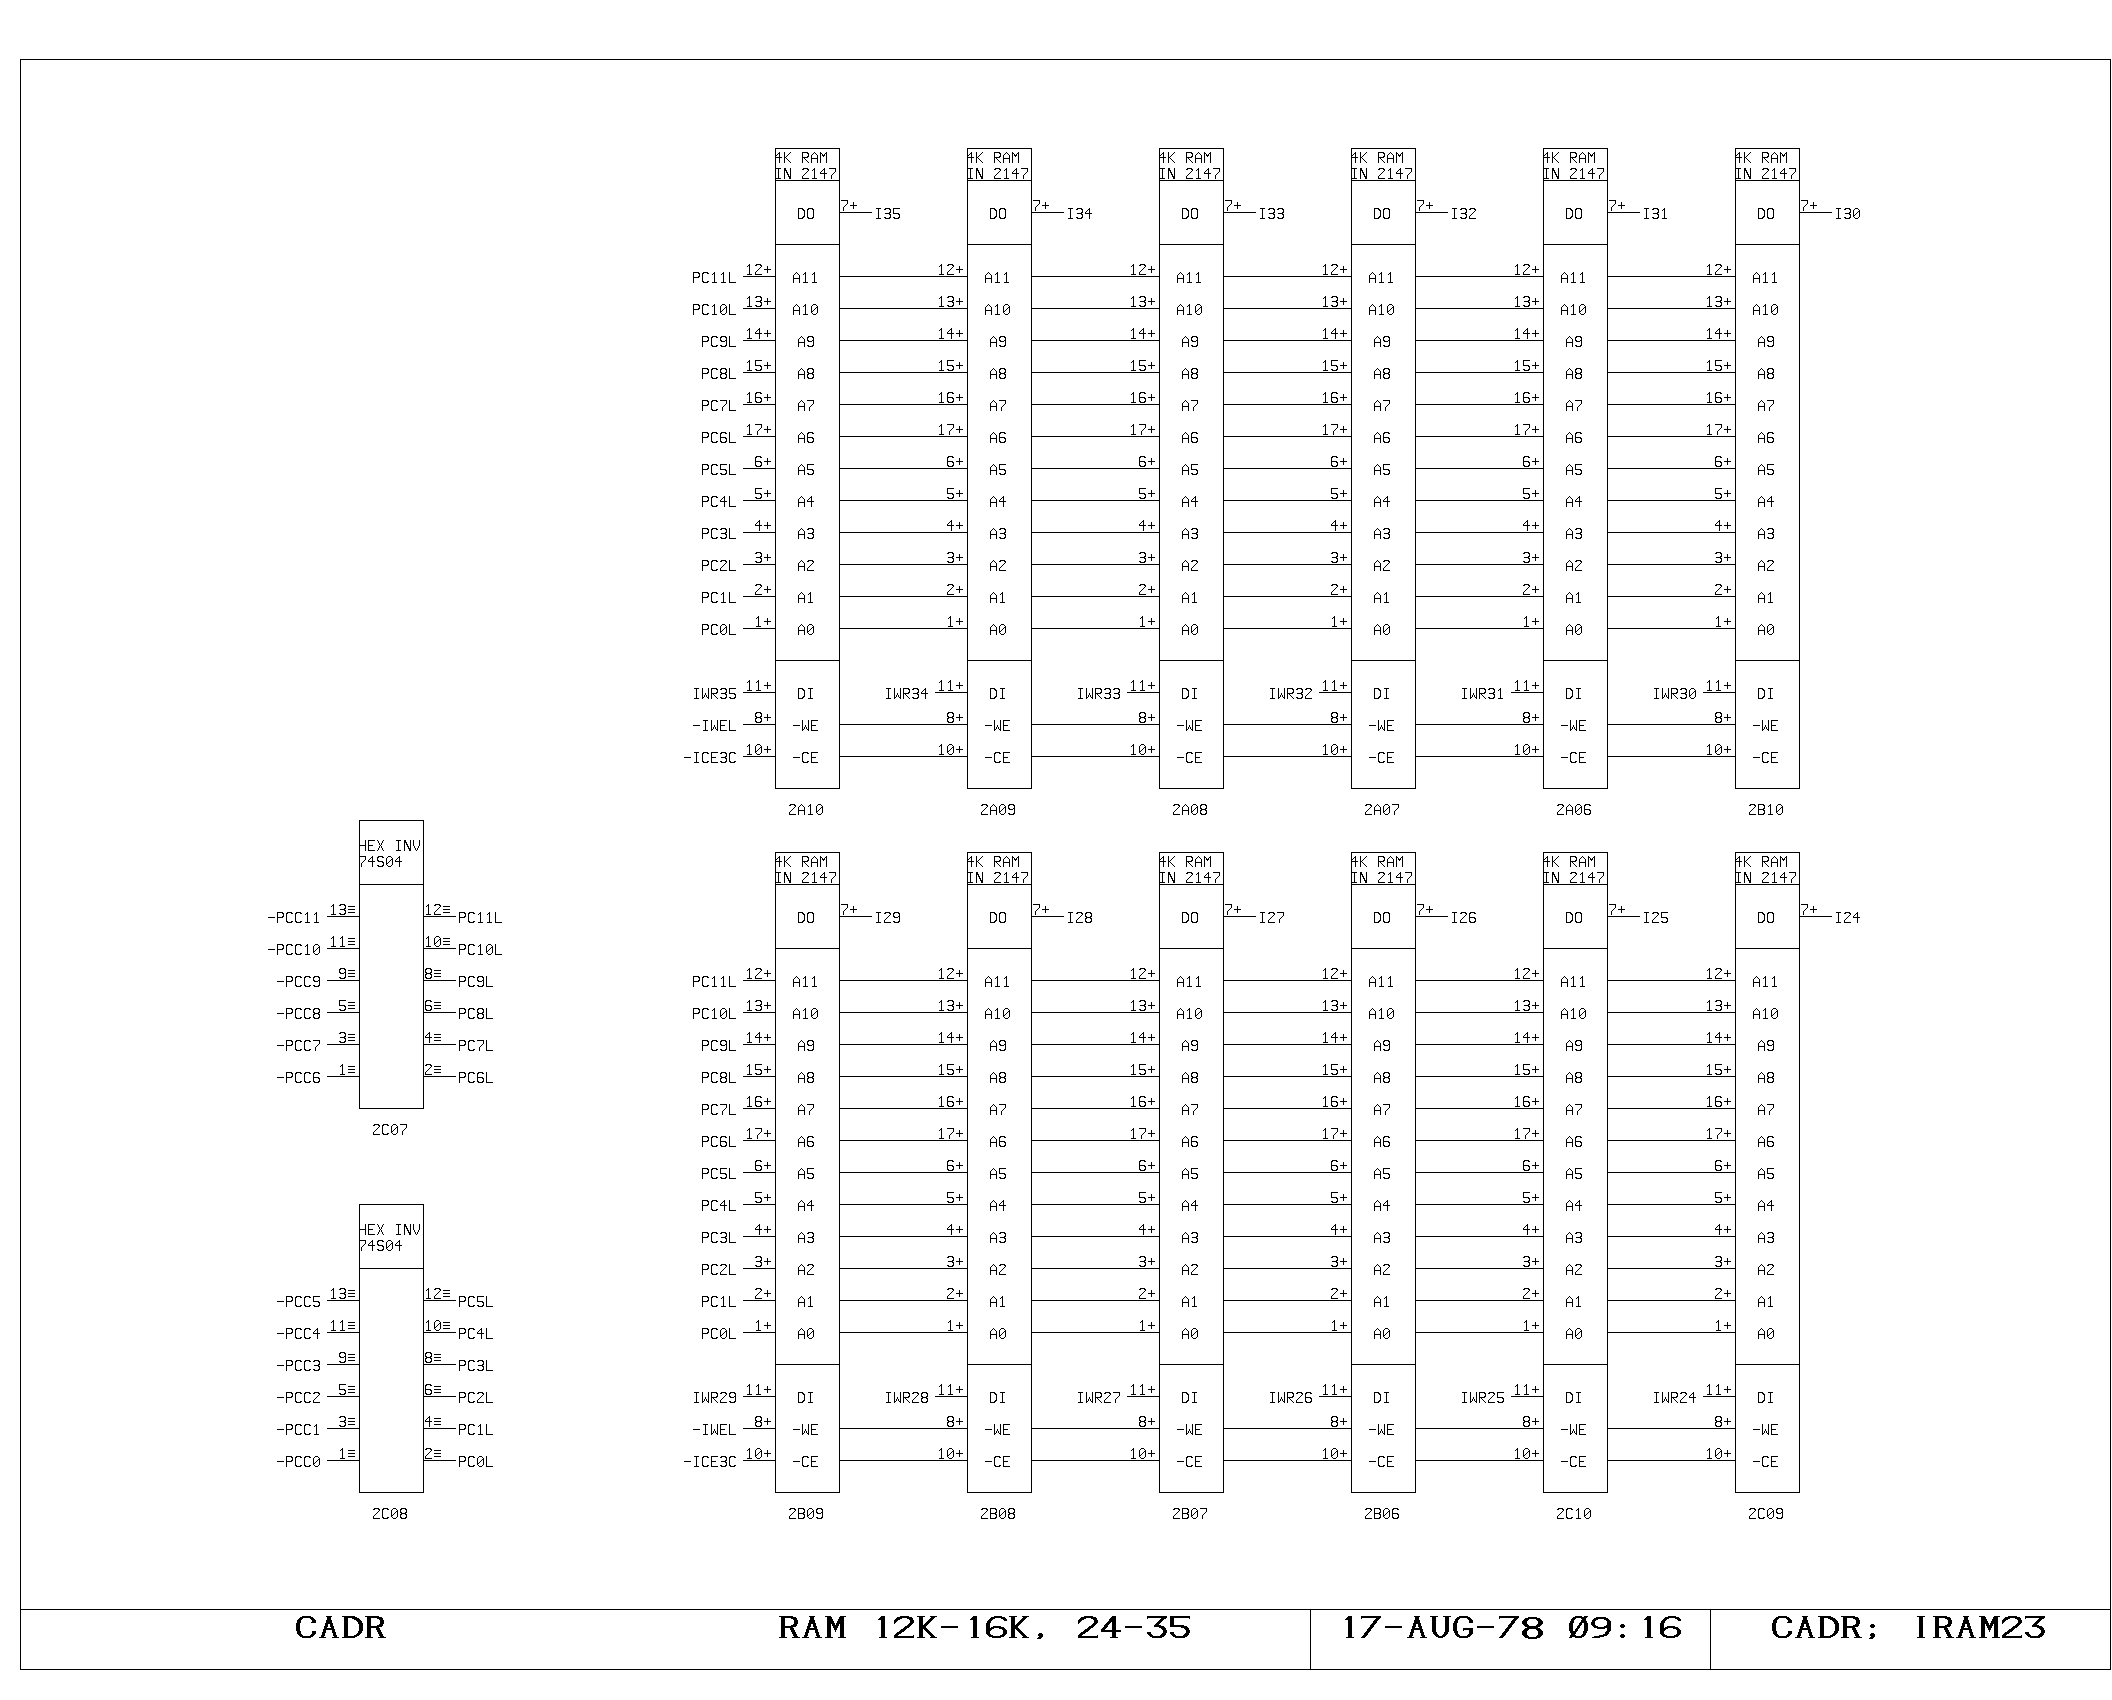 4K RAM 4K RAM 4K RAM 4K RAM 4K RAM 4K RAM
IN 2147 IN 2147 IN 2147 IN 2147 IN 2147 IN 2147
DO 7+ I35 DO 7+ I34 DO 7+ I33 DO 7+ I32 DO 7+ I31 DO 7+ I30
PC11L 12+ A11 12+ A11 12+ A11 12+ A11 12+ A11 12+ A11
PC10L 13+ A10 13+ A10 13+ A10 13+ A10 13+ A10 13+ A10
PC9L 14+ A9 14+ A9 14+ A9 14+ A9 14+ A9 14+ A9
PC8L 15+ A8 15+ A8 15+ A8 15+ A8 15+ A8 15+ A8
PC7L 16+ A7 16+ A7 16+ A7 16+ A7 16+ A7 16+ A7
PC6L 17+ A6 17+ A6 17+ A6 17+ A6 17+ A6 17+ A6
PC5L 6+ A5 6+ A5 6+ A5 6+ A5 6+ A5 6+ A5
PC4L 5+ A4 5+ A4 5+ A4 5+ A4 5+ A4 5+ A4
PC3L 4+ A3 4+ A3 4+ A3 4+ A3 4+ A3 4+ A3
PC2L 3+ A2 3+ A2 3+ A2 3+ A2 3+ A2 3+ A2
PC1L 2+ A1 2+ A1 2+ A1 2+ A1 2+ A1 2+ A1
PC0L 1+ A0 1+ A0 1+ A0 1+ A0 1+ A0 1+ A0
IWR35 11+ DI IWR34 11+ DI IWR33 11+ DI IWR32 11+ DI IWR31 11+ DI IWR30 11+ DI
-IWEL 8+ -WE 8+ -WE 8+ -WE 8+ -WE 8+ -WE 8+ -WE
-ICE3C 10+ -CE 10+ -CE 10+ -CE 10+ -CE 10+ -CE 10+ -CE
2A10 2A09 2A08 2A07 2A06 2B10
HEX INV
74S04
-PCC11 13≡ 12≡ PC11L
-PCC10 11≡ 10≡ PC10L
-PCC9 9≡ 8≡ PC9L
-PCC8 5≡ 6≡ PC8L
-PCC7 3≡ 4≡ PC7L
-PCC6 1≡ 2≡ PC6L
2C07
HEX INV
74S04
-PCC5 13≡ 12≡ PC5L
-PCC4 11≡ 10≡ PC4L
-PCC3 9≡ 8≡ PC3L
-PCC2 5≡ 6≡ PC2L
-PCC1 3≡ 4≡ PC1L
-PCC0 1≡ 2≡ PC0L
2C08
4K RAM 4K RAM 4K RAM 4K RAM 4K RAM 4K RAM
IN 2147 IN 2147 IN 2147 IN 2147 IN 2147 IN 2147
DO 7+ I29 DO 7+ I28 DO 7+ I27 DO 7+ I26 DO 7+ I25 DO 7+ I24
PC11L 12+ A11 12+ A11 12+ A11 12+ A11 12+ A11 12+ A11
PC10L 13+ A10 13+ A10 13+ A10 13+ A10 13+ A10 13+ A10
PC9L 14+ A9 14+ A9 14+ A9 14+ A9 14+ A9 14+ A9
PC8L 15+ A8 15+ A8 15+ A8 15+ A8 15+ A8 15+ A8
PC7L 16+ A7 16+ A7 16+ A7 16+ A7 16+ A7 16+ A7
PC6L 17+ A6 17+ A6 17+ A6 17+ A6 17+ A6 17+ A6
PC5L 6+ A5 6+ A5 6+ A5 6+ A5 6+ A5 6+ A5
PC4L 5+ A4 5+ A4 5+ A4 5+ A4 5+ A4 5+ A4
PC3L 4+ A3 4+ A3 4+ A3 4+ A3 4+ A3 4+ A3
PC2L 3+ A2 3+ A2 3+ A2 3+ A2 3+ A2 3+ A2
PC1L 2+ A1 2+ A1 2+ A1 2+ A1 2+ A1 2+ A1
PC0L 1+ A0 1+ A0 1+ A0 1+ A0 1+ A0 1+ A0
IWR29 11+ DI IWR28 11+ DI IWR27 11+ DI IWR26 11+ DI IWR25 11+ DI IWR24 11+ DI
-IWEL 8+ -WE 8+ -WE 8+ -WE 8+ -WE 8+ -WE 8+ -WE
-ICE3C 10+ -CE 10+ -CE 10+ -CE 10+ -CE 10+ -CE 10+ -CE
2B09 2B08 2B07 2B06 2C10 2C09
CADR RAM 12K-16K, 24-35 17-AUG-78 Ø9:16 CADR; IRAM23